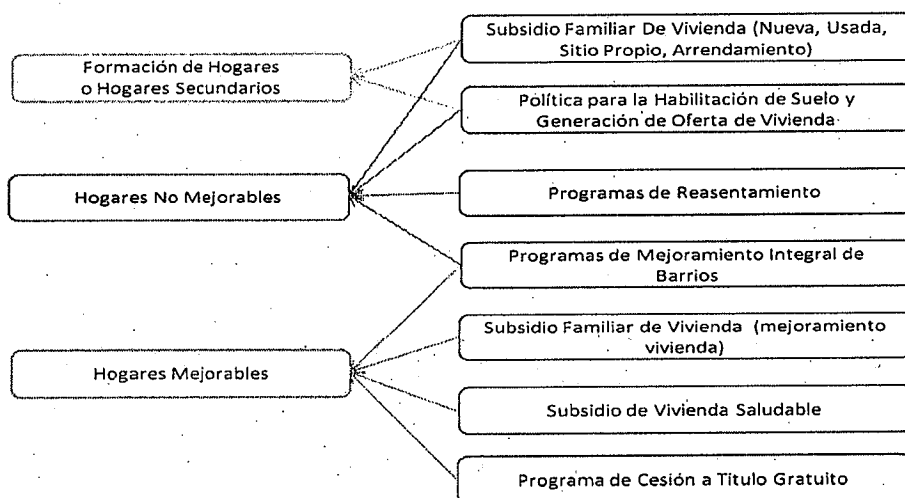 Formación de Hogares
o Hogares Secundarios
Hogares No Mejorables
Hogares Mejorables
Subsidio Familiar De Vivienda (Nueva, Usada,
Sitio Propio, Arrendamiento)
Política para la Habilitación de Suelo y
Generación de Oferta de Vivienda
Programas de Reasentamiento
Programas de Mejoramiento Integral de
Barrios
Subsidio Familiar de Vivienda (mejoramiento
vivienda)
Subsidio de Vivienda Saludable
Programa de Cesión a Titulo Gratuito